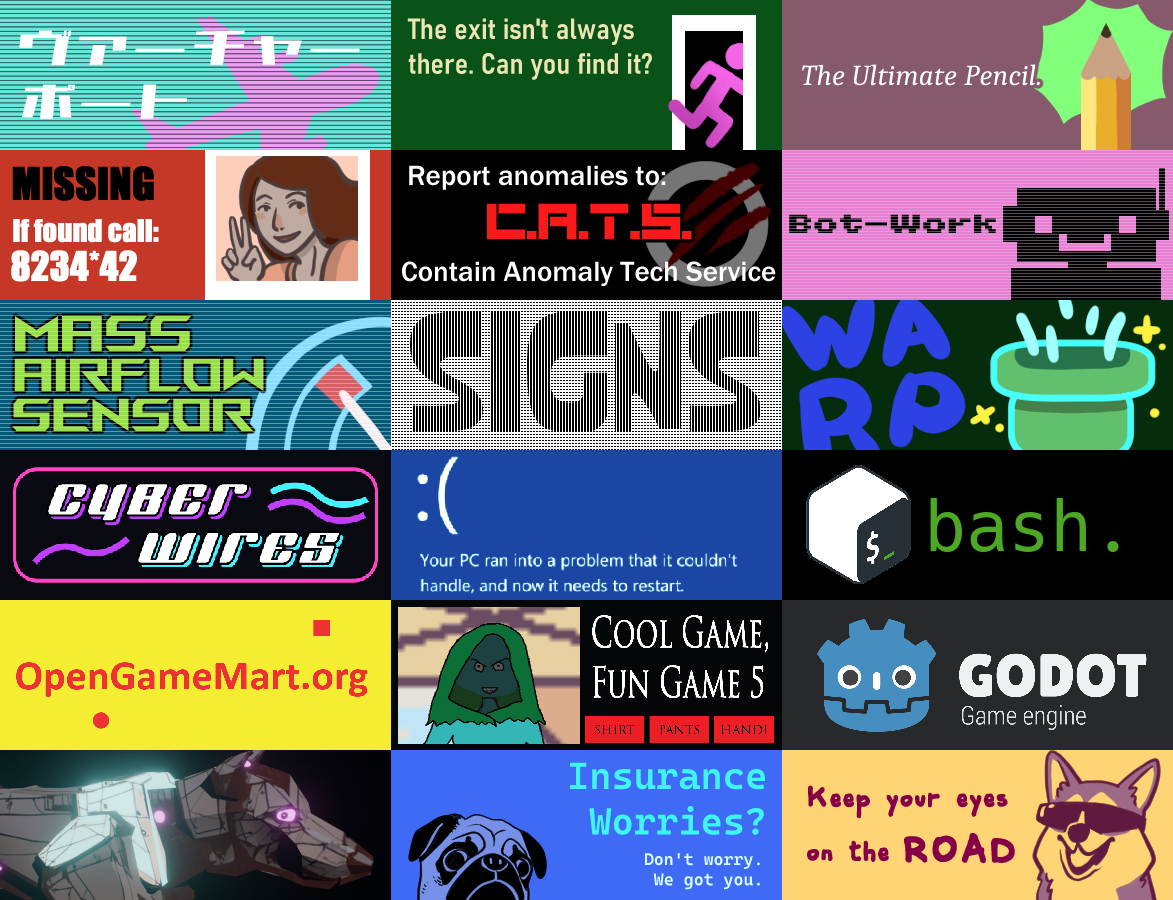 ヴァーチャー
ポート
The exit isn't always
there. Can you find it?
The Ultimate Pencil.
MISSING
If found call:
8234*42
Report anomalies to:
C.A.T.S.
Contain Anomaly Tech Service
Bot-Work
MASS
AIRFLOW
SENSOR
SIGNS
WA
RP
CYBER
WIRES
:(
Your PC ran into a problem that it couldn't
handle, and now it needs to restart.
$_
bash.
OpenGameMart.org
COOL GAME,
FUN GAME 5
SHIRT PANTS HANDI
GODOT
Game engine
Insurance
Worries?
Don't worry.
We got you.
Keep your eyes
on the ROAD